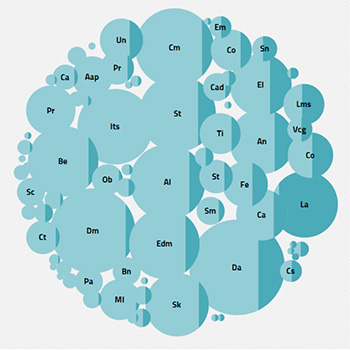 Un
Cm
Em
Co
Sn
Pr
Ca
Aap
Cad
El
Lms
Pr
Its
St
Ti
An
Vcg
Co
Be
Ob
Al
St
Fe
Sc
Sm
Ca
La
Ct
Dm
Edm
Da
Cs
Bn
Pa
Ml
Sk